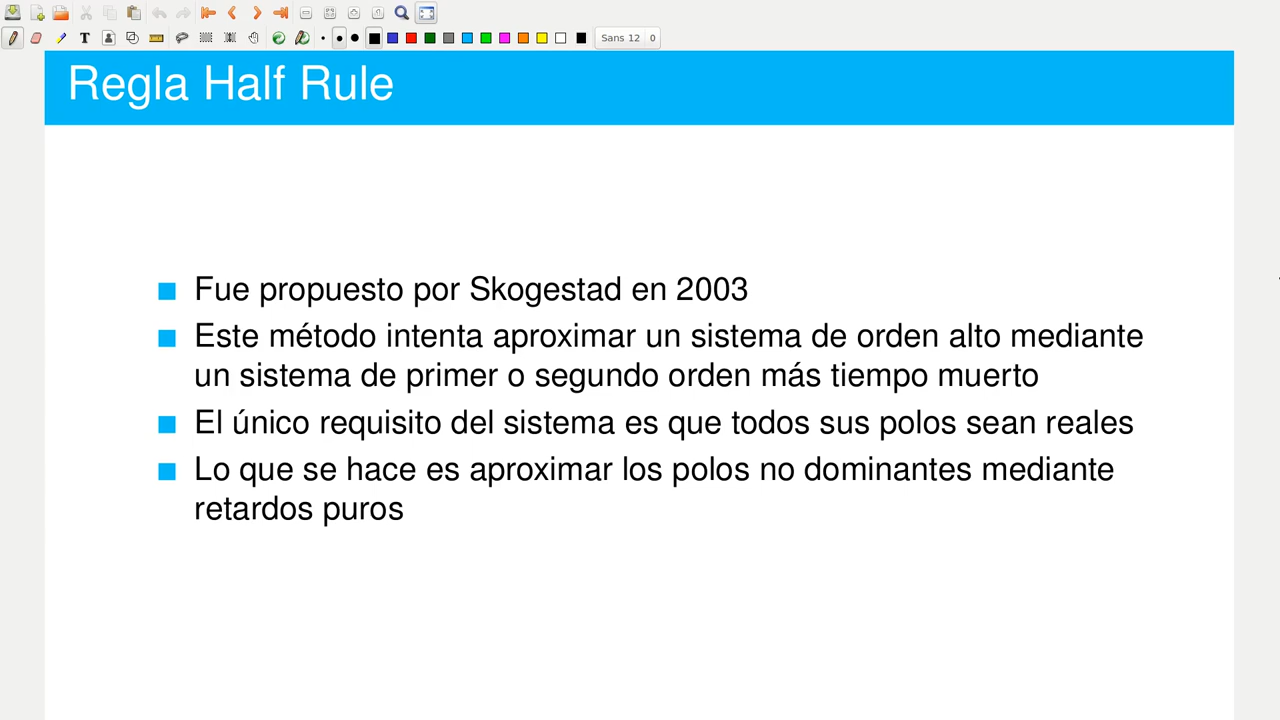 Sans 12 0
Regla Half Rule
Fue propuesto por Skogestad en 2003
Este método intenta aproximar un sistema de orden alto mediante
un sistema de primer o segundo orden más tiempo muerto
El único requisito del sistema es que todos sus polos sean reales
Lo que se hace es aproximar los polos no dominantes mediante
retardos puros